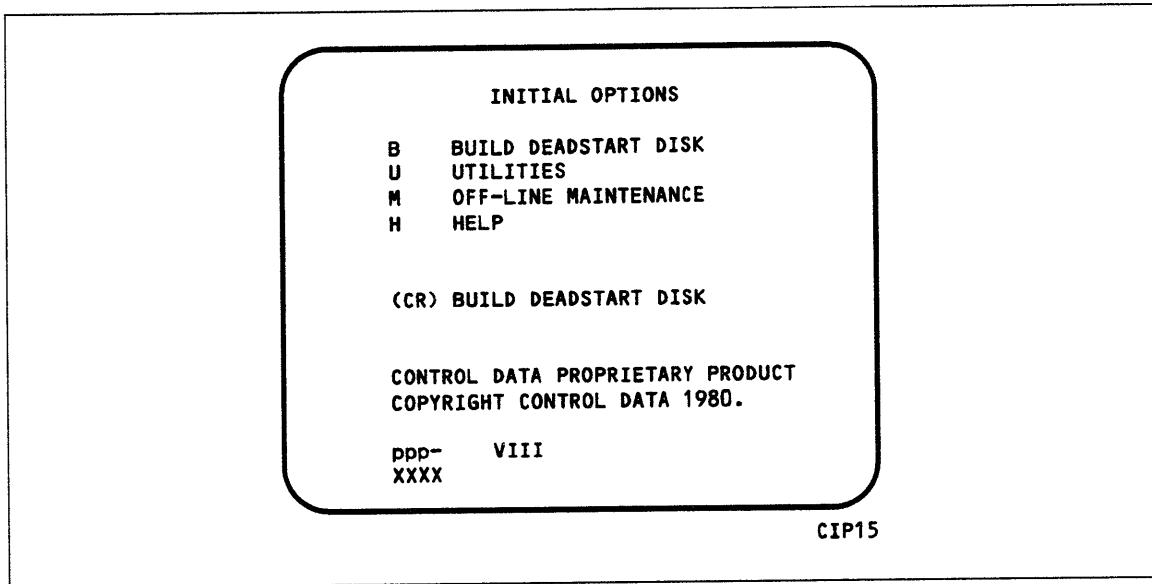 INITIAL OPTIONS
B BUILD DEADSTART DISK
U UTILITIES
M OFF-LINE MAINTENANCE
H HELP
(CR) BUILD DEADSTART DISK
CONTROL DATA PROPRIETARY PRODUCT
COPYRIGHT CONTROL DATA 1980.
ppp- VIII
XXXX
CIP15